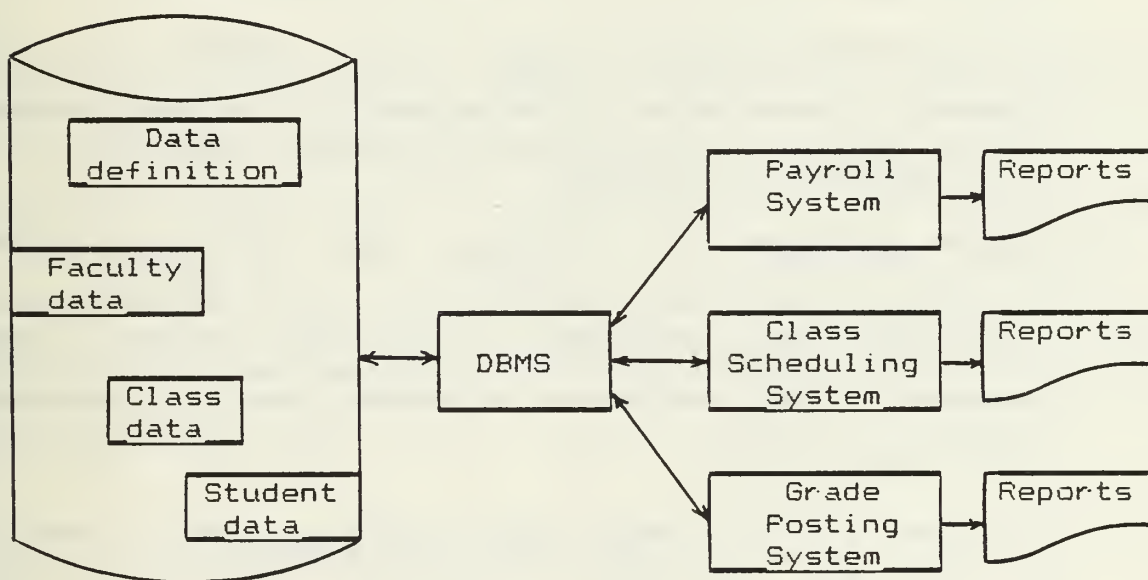 Data
definition
Faculty
data
Class
data
Student
data
DBMS
Payroll
System
Reports
Class
Scheduling
System
Reports
Grade
Posting
System
Reports